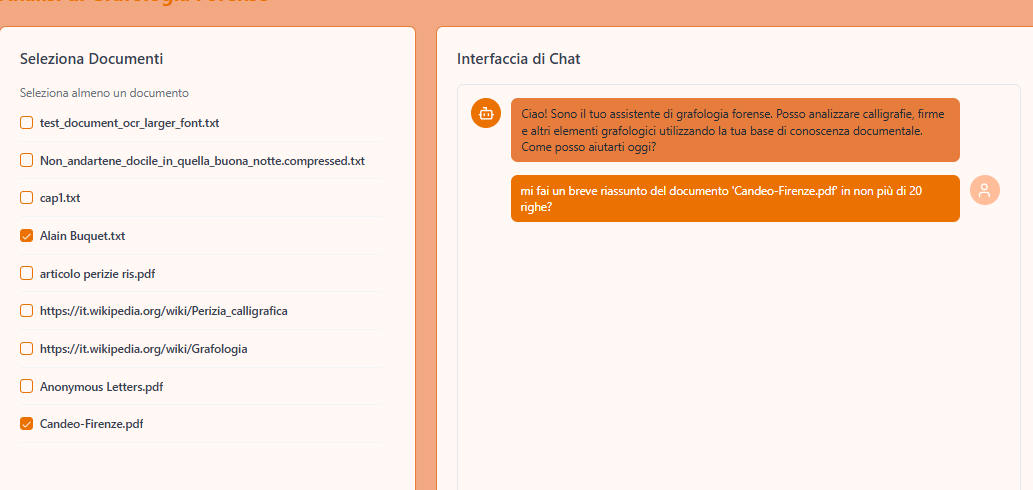 Analisi di Grafologia Forense
Seleziona Documenti
Seleziona almeno un documento
test_document_ocr_larger_font.txt
Non_andartene_docile_in_quella_buona_notte.compressed.txt
cap1.txt
Alain Buquet.txt
articolo perizie ris.pdf
https://it.wikipedia.org/wiki/Perizia_calligrafica
https://it.wikipedia.org/wiki/Grafologia
Anonymous Letters.pdf
Candeo-Firenze.pdf
Interfaccia di Chat
Ciao! Sono il tuo assistente di grafologia forense. Posso analizzare calligrafie, firme
e altri elementi grafologici utilizzando la tua base di conoscenza documentale.
Come posso aiutarti oggi?
mi fai un breve riassunto del documento 'Candeo-Firenze.pdf' in non più di 20
righe?